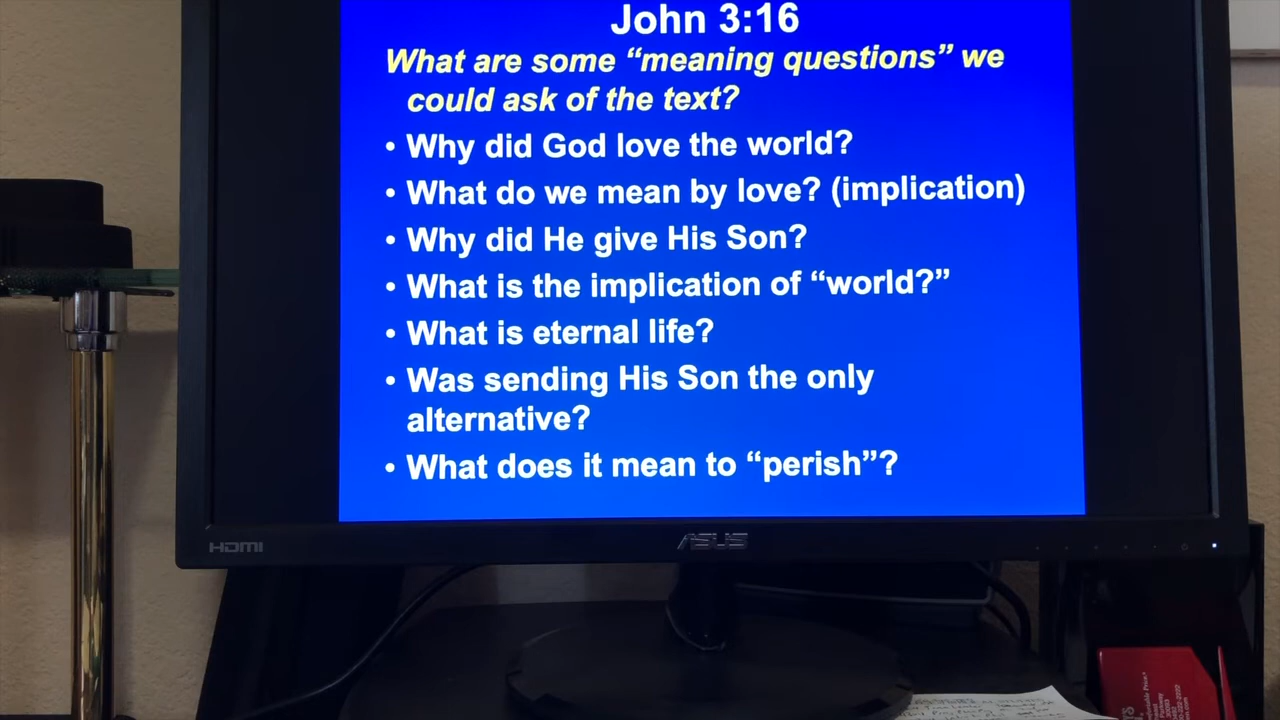 John 3:16
What are some “meaning questions” we
could ask of the text?
• Why did God love the world?
• What do we mean by love? (implication)
• Why did He give His Son?
• What is the implication of “world?”
• What is eternal life?
• Was sending His Son the only
alternative?
• What does it mean to “perish”?
HDMI
ASUS